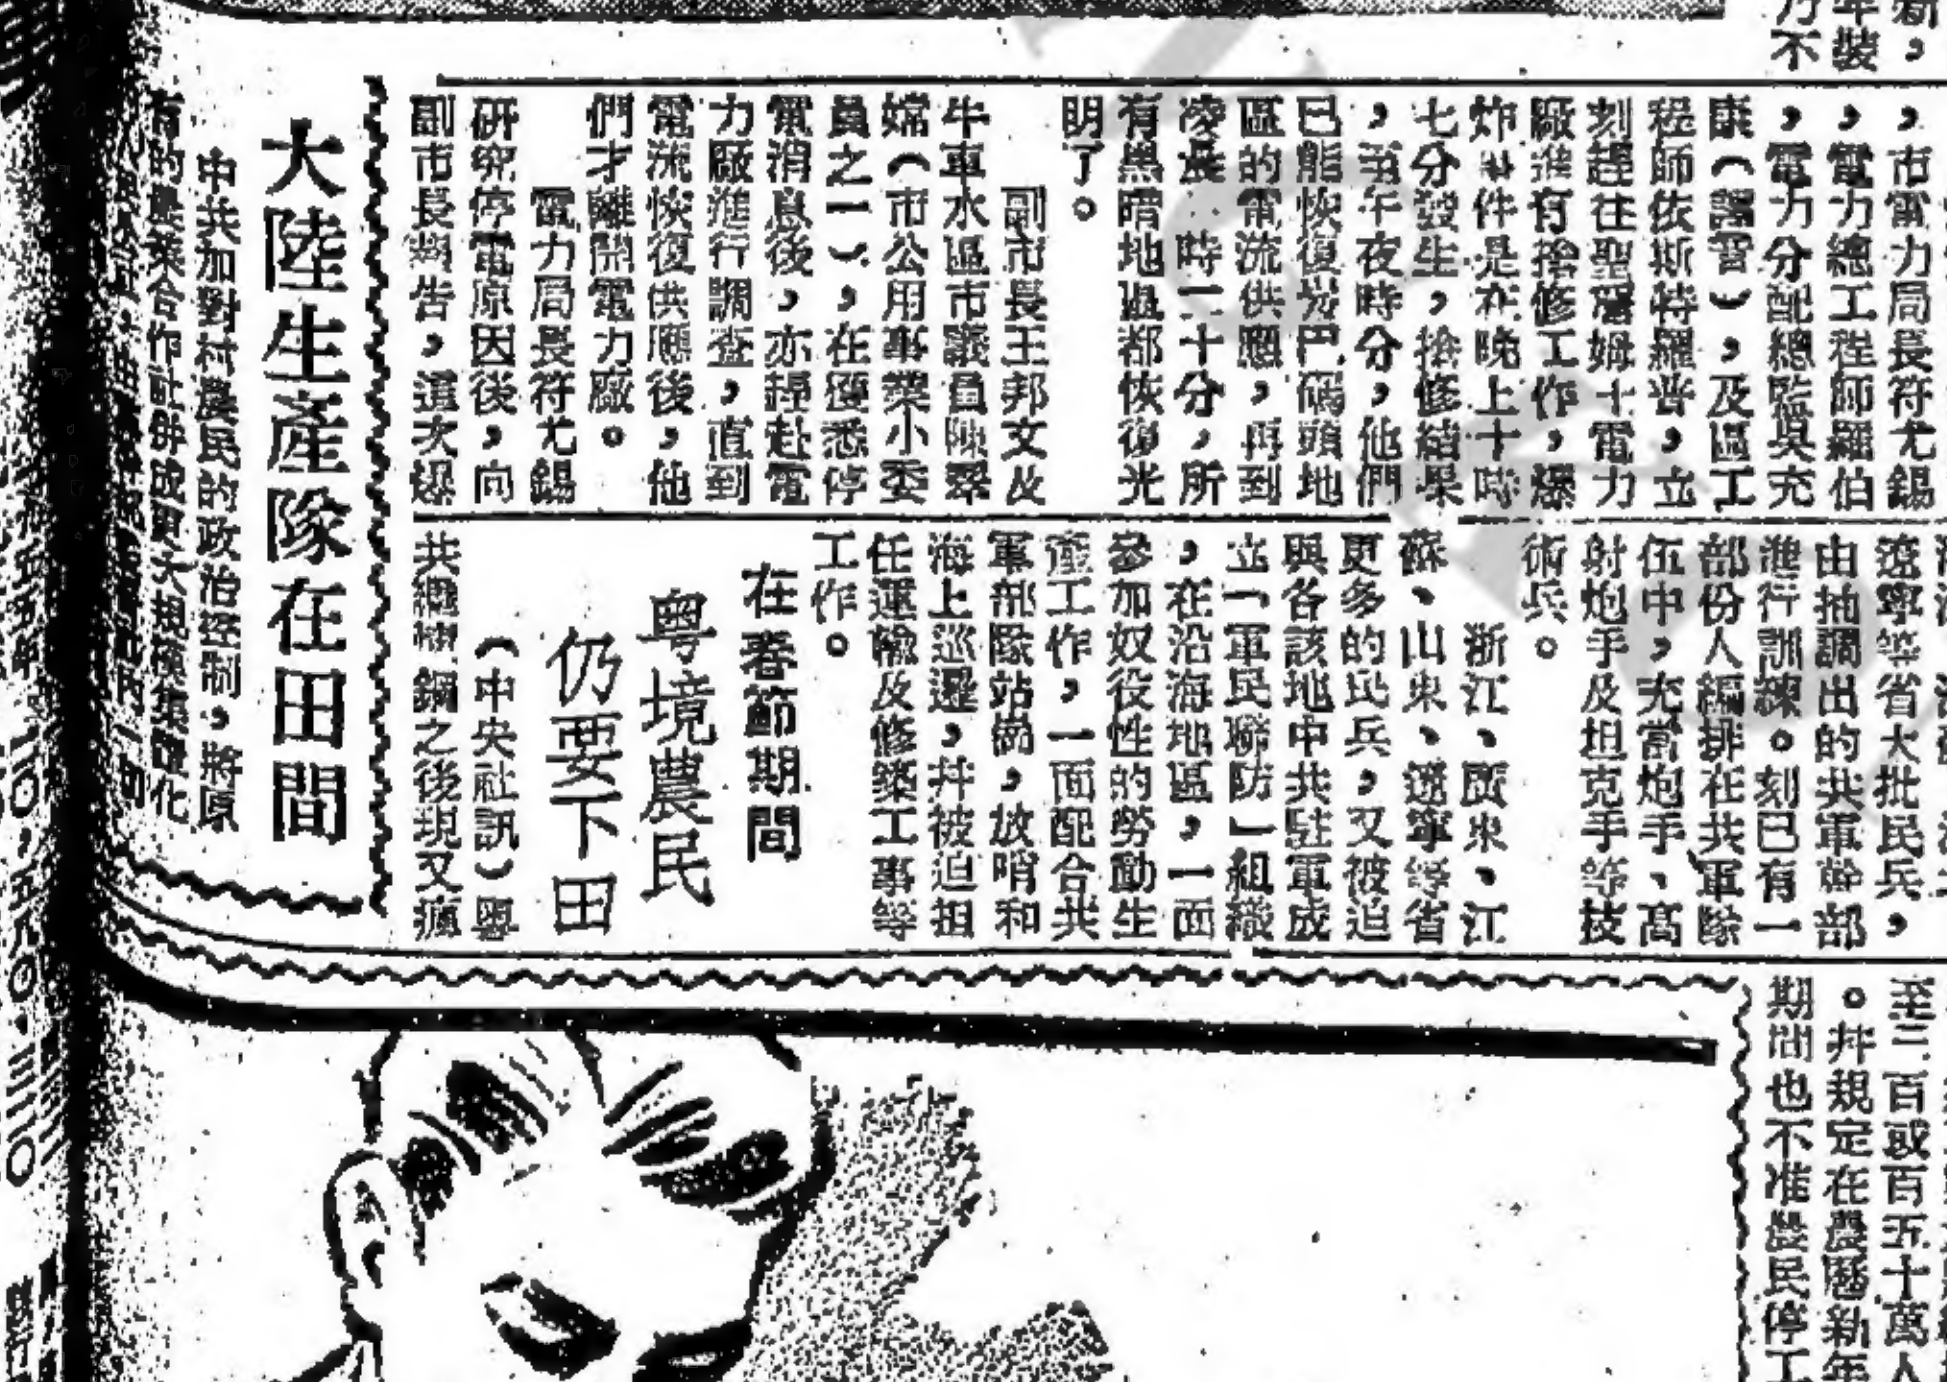 新，
年裝
乃不
，市電力局長符尤錫
，電力總工程師羅伯
，電力分配總監吳充
康（譯音），及區工
程師依斯特羅普，立
刻趕往聖詹姆士電力
廠進行搶修工作，爆
炸事件是在晚上十時
七分發生，搶修結果
，至午夜時分，他們
已能恢復岌巴碼頭地
區的電流供應，再到
凌晨一時二十分，所
有黑暗地區都恢復光
明了。
副市長王邦文及
牛車水區市議員陳翠
嫦（市公用事業小委
員之一），在獲悉停
電消息後，亦趕赴電
力廠進行調查，直到
電流恢復供應後，他
們才離開電力廠。
電力局長符尤錫
研究停電原因後，向
副市長報告，這次爆
遼寧等省大批民兵，
由抽調出的共軍幹部
進行訓練。刻已有一
部份人編排在共軍隊
伍中，充當炮手、高
射炮手及坦克手等技
術兵。
浙江、廣東、江
蘇、山東、遼寧等省
更多的民兵，又被迫
與各該地中共駐軍成
立「軍民聯防」組織
，在沿海地區，一面
參加奴役性的勞動生
產工作，一面配合共
軍部隊站崗，放哨和
海上巡邏，幷被迫担
任運輸及修築工事等
工作。
在春節期間
粤境農民
仍要下田
（中央社訊）粤
共繼煉鋼之後現又瘋
至三百或百五十萬人
。幷規定在農曆新年
期間也不准農民停工
大陸生產隊在田間
中共加對村農民的政治控制，將原
有的農業合作社併成更大規模集體化